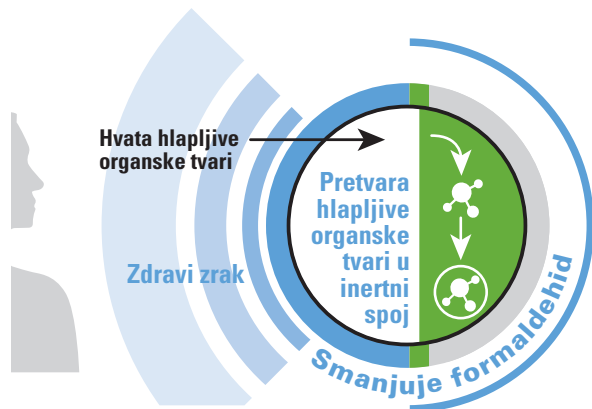 Hvata hlapljive
organske tvari
Pretvara
hlapljive
organske
tvari u
inertni
spoj
Zdravi zrak
Smanjuje formaldehid